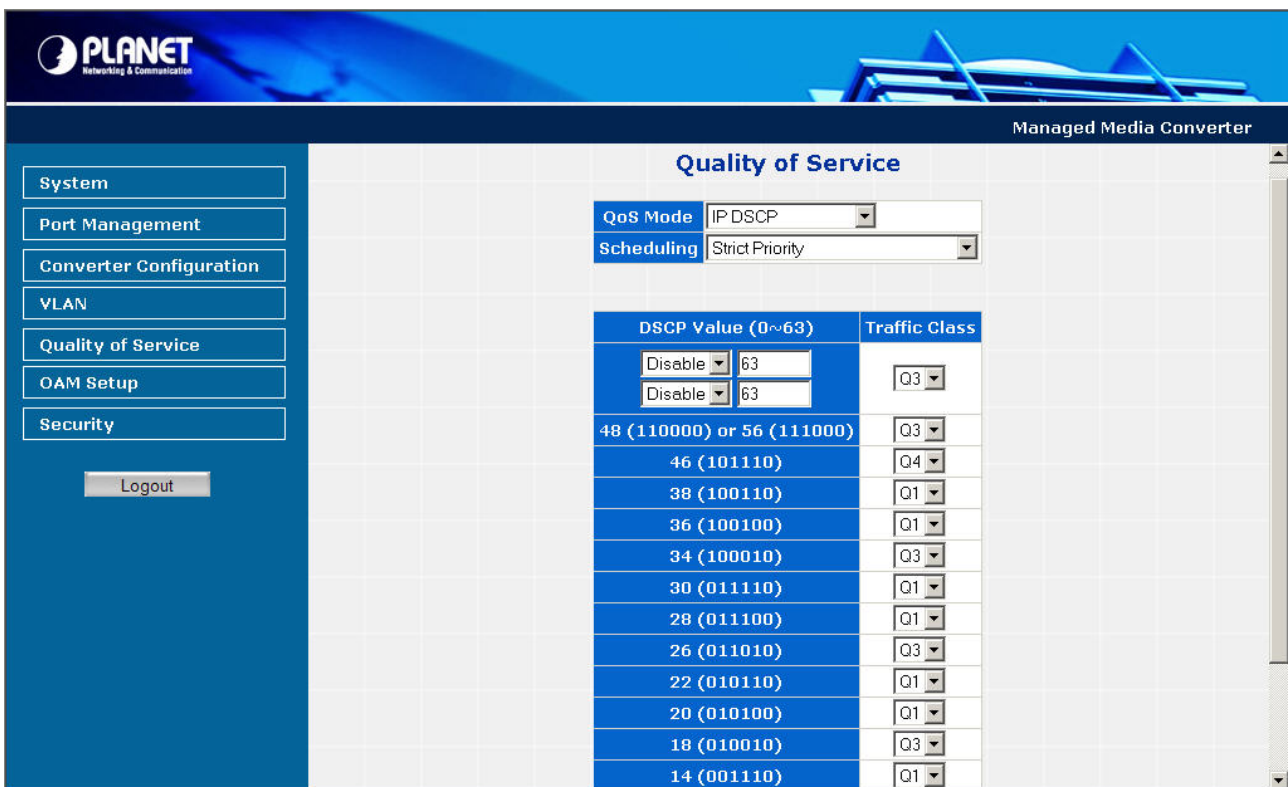 PLANET
Networking & Communication
Managed Media Converter
System
Port Management
Converter Configuration
VLAN
Quality of Service
OAM Setup
Security
Logout
Quality of Service
QoS Mode IP DSCP
Scheduling Strict Priority
DSCP Value (0~63) Traffic Class
Disable 63
Disable 63
Q3
48 (110000) or 56 (111000) Q3
46 (101110) Q4
38 (100110) Q1
36 (100100) Q1
34 (100010) Q3
30 (011110) Q1
28 (011100) Q1
26 (011010) Q3
22 (010110) Q1
20 (010100) Q1
18 (010010) Q3
14 (001110) Q1